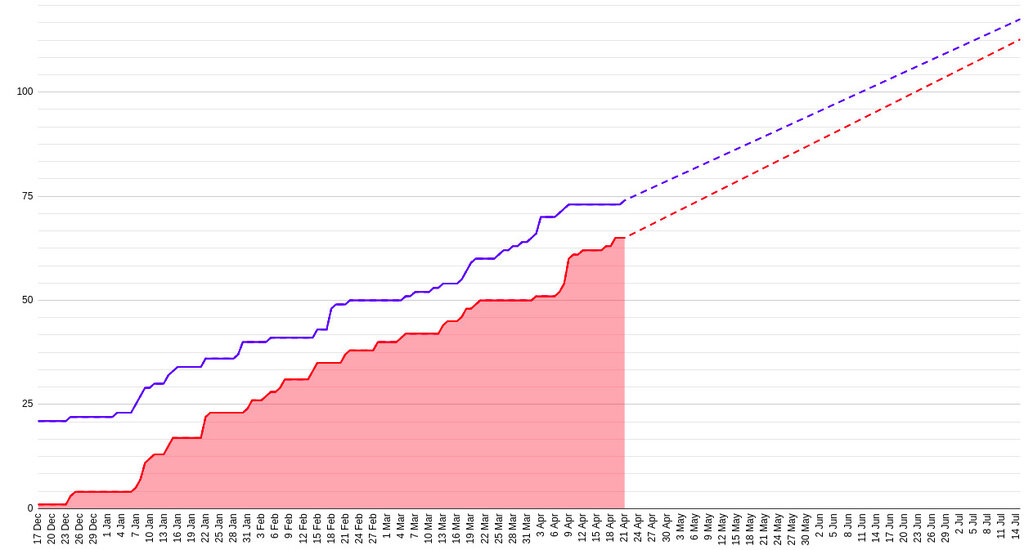 100
75
50
25
0
17 Dec
20 Dec
23 Dec
26 Dec
29 Dec
1 Jan
4 Jan
7 Jan
10 Jan
13 Jan
16 Jan
19 Jan
22 Jan
25 Jan
28 Jan
31 Jan
3 Feb
6 Feb
9 Feb
12 Feb
15 Feb
18 Feb
21 Feb
24 Feb
27 Feb
1 Mar
4 Mar
7 Mar
10 Mar
13 Mar
16 Mar
19 Mar
22 Mar
25 Mar
28 Mar
31 Mar
3 Apr
6 Apr
9 Apr
12 Apr
15 Apr
18 Apr
21 Apr
24 Apr
27 Apr
30 Apr
3 May
6 May
9 May
12 May
15 May
18 May
21 May
24 May
27 May
30 May
2 Jun
5 Jun
8 Jun
11 Jun
14 Jun
17 Jun
20 Jun
23 Jun
26 Jun
29 Jun
2 Jul
5 Jul
8 Jul
11 Jul
14 Jul